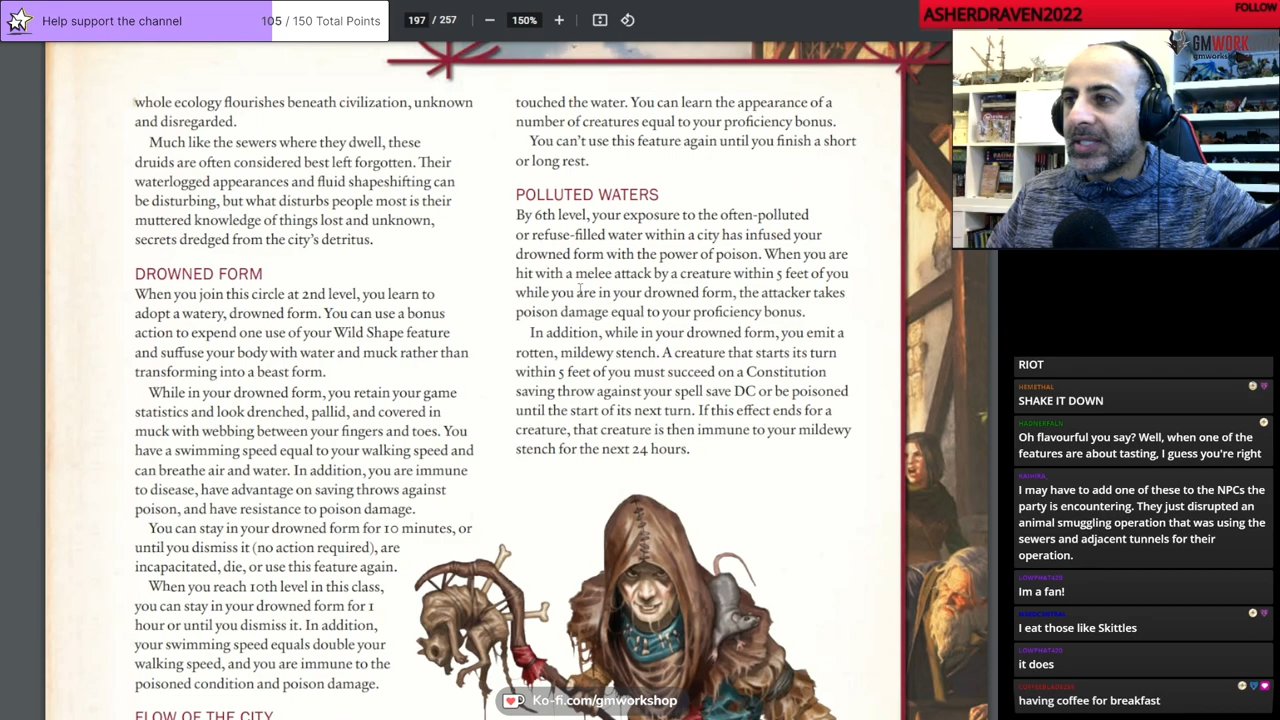 Help support the channel
105 / 150 Total Points
197 / 257
150%
ASHERDRAVEN2022
FOLLOW
GMWORK
whole ecology flourishes beneath civilization, unknown
and disregarded.
Much like the sewers where they dwell, these
druids are often considered best left forgotten. Their
waterlogged appearances and fluid shapeshifting can
be disturbing, but what disturbs people most is their
muttered knowledge of things lost and unknown,
secrets dredged from the city's detritus.
DROWNED FORM
When you join this circle at 2nd level, you learn to
adopt a watery, drowned form. You can use a bonus
action to expend one use of your Wild Shape feature
and suffuse your body with water and muck rather than
transforming into a beast form.
While in your drowned form, you retain your game
statistics and look drenched, pallid, and covered in
muck with webbing between your fingers and toes. You
have a swimming speed equal to your walking speed and
can breathe air and water. In addition, you are immune
to disease, have advantage on saving throws against
poison, and have resistance to poison damage.
You can stay in your drowned form for 10 minutes, or
until you dismiss it (no action required), are
incapacitated, die, or use this feature again.
When you reach 10th level in this class,
you can stay in your drowned form for 1
hour or until you dismiss it. In addition,
your swimming speed equals double your
walking speed, and you are immune to the
poisoned condition and poison damage.
FLOW OF THE CITY
touched the water. You can learn the appearance of a
number of creatures equal to your proficiency bonus.
You can't use this feature again until you finish a short
or long rest.
POLLUTED WATERS
By 6th level, your exposure to the often-polluted
or refuse-filled water within a city has infused your
drowned form with the power of poison. When you are
hit with a melee attack by a creature within 5 feet of you
while you are in your drowned form, the attacker takes
poison damage equal to your proficiency bonus.
In addition, while in your drowned form, you emit a
rotten, mildewy stench. A creature that starts its turn
within 5 feet of you must succeed on a Constitution
saving throw against your spell save DC or be poisoned
until the start of its next turn. If this effect ends for a
creature, that creature is then immune to your mildewy
stench for the next 24 hours.
Ko-fi.com/gmworkshop
RIOT
HEMETHAL
SHAKE IT DOWN
HADNERFALN
Oh flavourful you say? Well, when one of the
features are about tasting, I guess you're right
KAIHIRA_
I may have to add one of these to the NPCs the
party is encountering. They just disrupted an
animal smuggling operation that was using the
sewers and adjacent tunnels for their
operation.
LOWPHAT420
Im a fan!
I eat those like Skittles
LOWPHAT420
it does
having coffee for breakfast